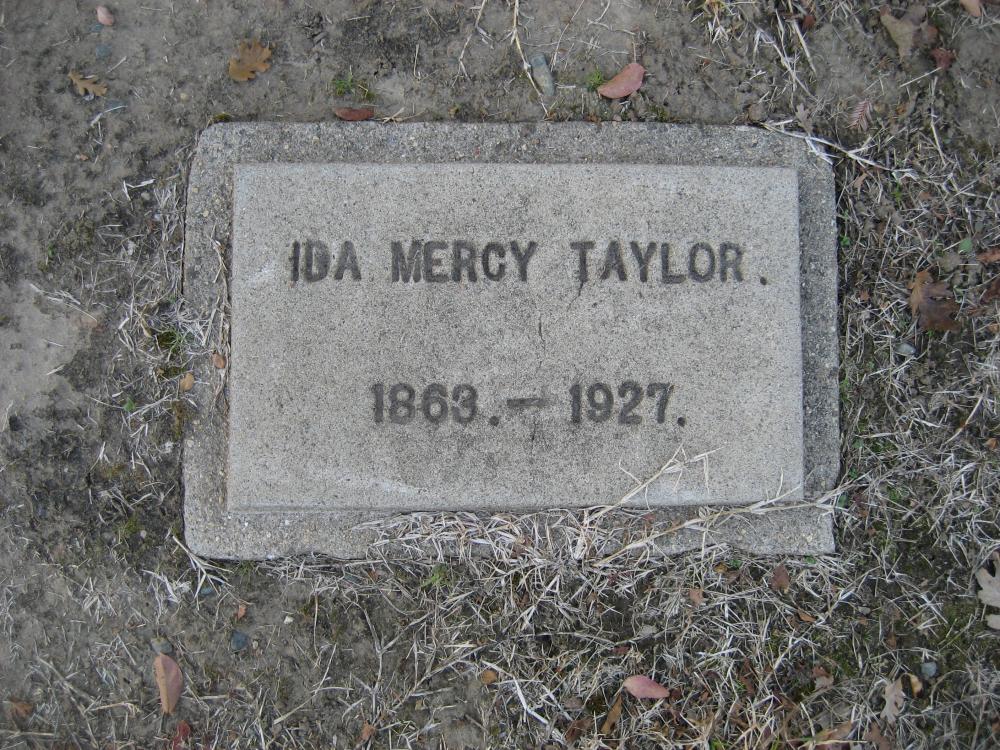 IDA MERCY TAYLOR.
1863. - 1927.